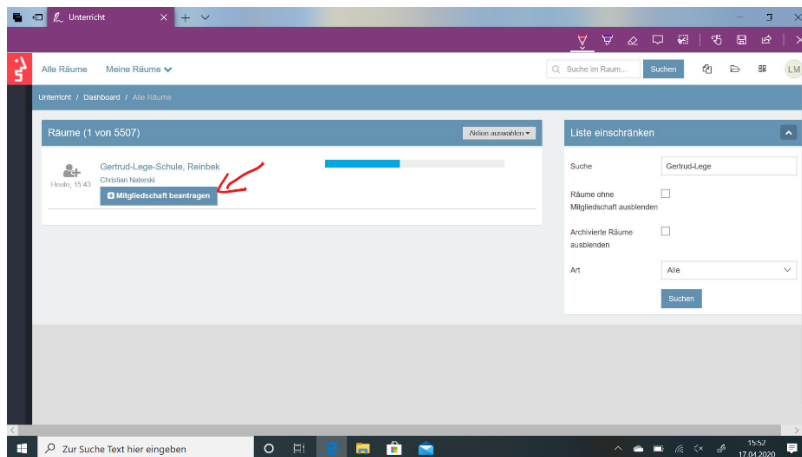 Unterricht
Alle Räume Meine Räume
Suche im Raum... Suchen
LM
Unterricht / Dashboard / Alle Räume
Räume (1 von 5507)
Aktion auswählen
Gertrud-Lege-Schule, Reinbek
Christian Naterski
Heute, 15:43
Mitgliedschaft beantragen
Liste einschränken
Suche Gertrud-Lege
Räume ohne
Mitgliedschaft ausblenden
Archivierte Räume
ausblenden
Art Alle
Suchen
Zur Suche Text hier eingeben
15:52
17.04.2020